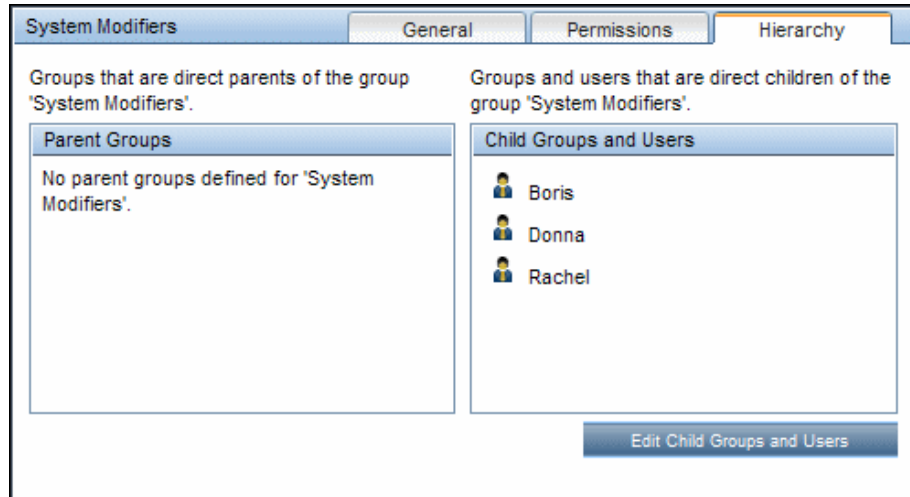 System Modifiers
General
Permissions
Hierarchy
Groups that are direct parents of the group
'System Modifiers'.
Groups and users that are direct children of the
group 'System Modifiers'.
Parent Groups
No parent groups defined for 'System
Modifiers'.
Child Groups and Users
Boris
Donna
Rachel
Edit Child Groups and Users